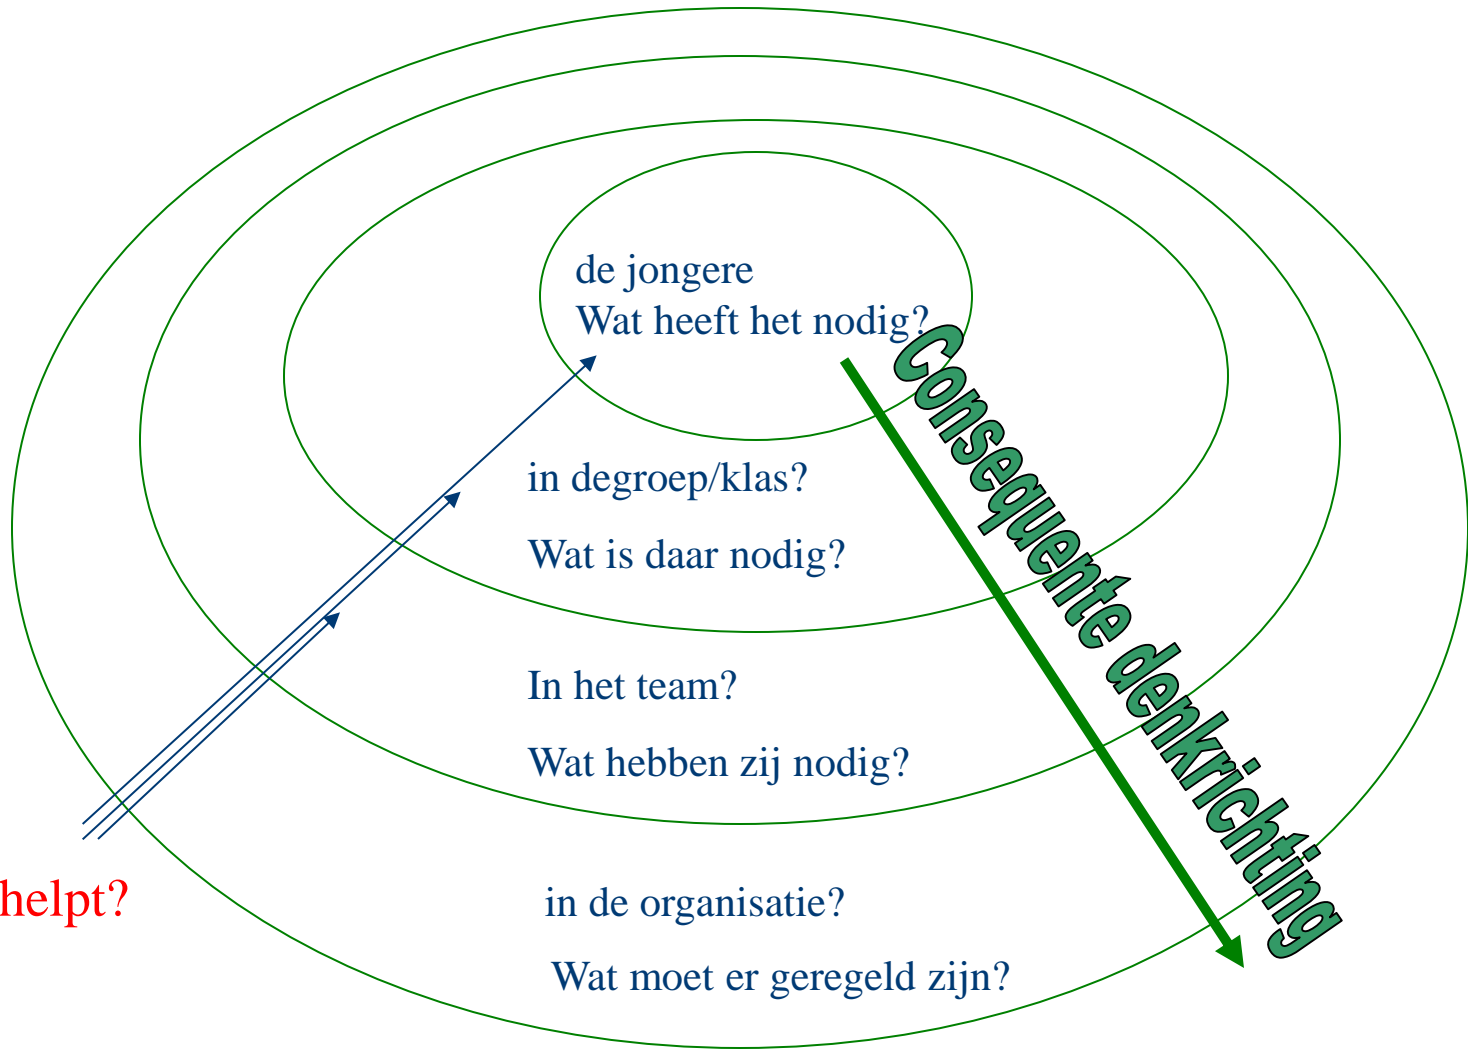 de jongere
Wat heeft het nodig?
Consequente denkrichting
in degroep/klas?
Wat is daar nodig?
In het team?
Wat hebben zij nodig?
helpt?
in de organisatie?
Wat moet er geregeld zijn?